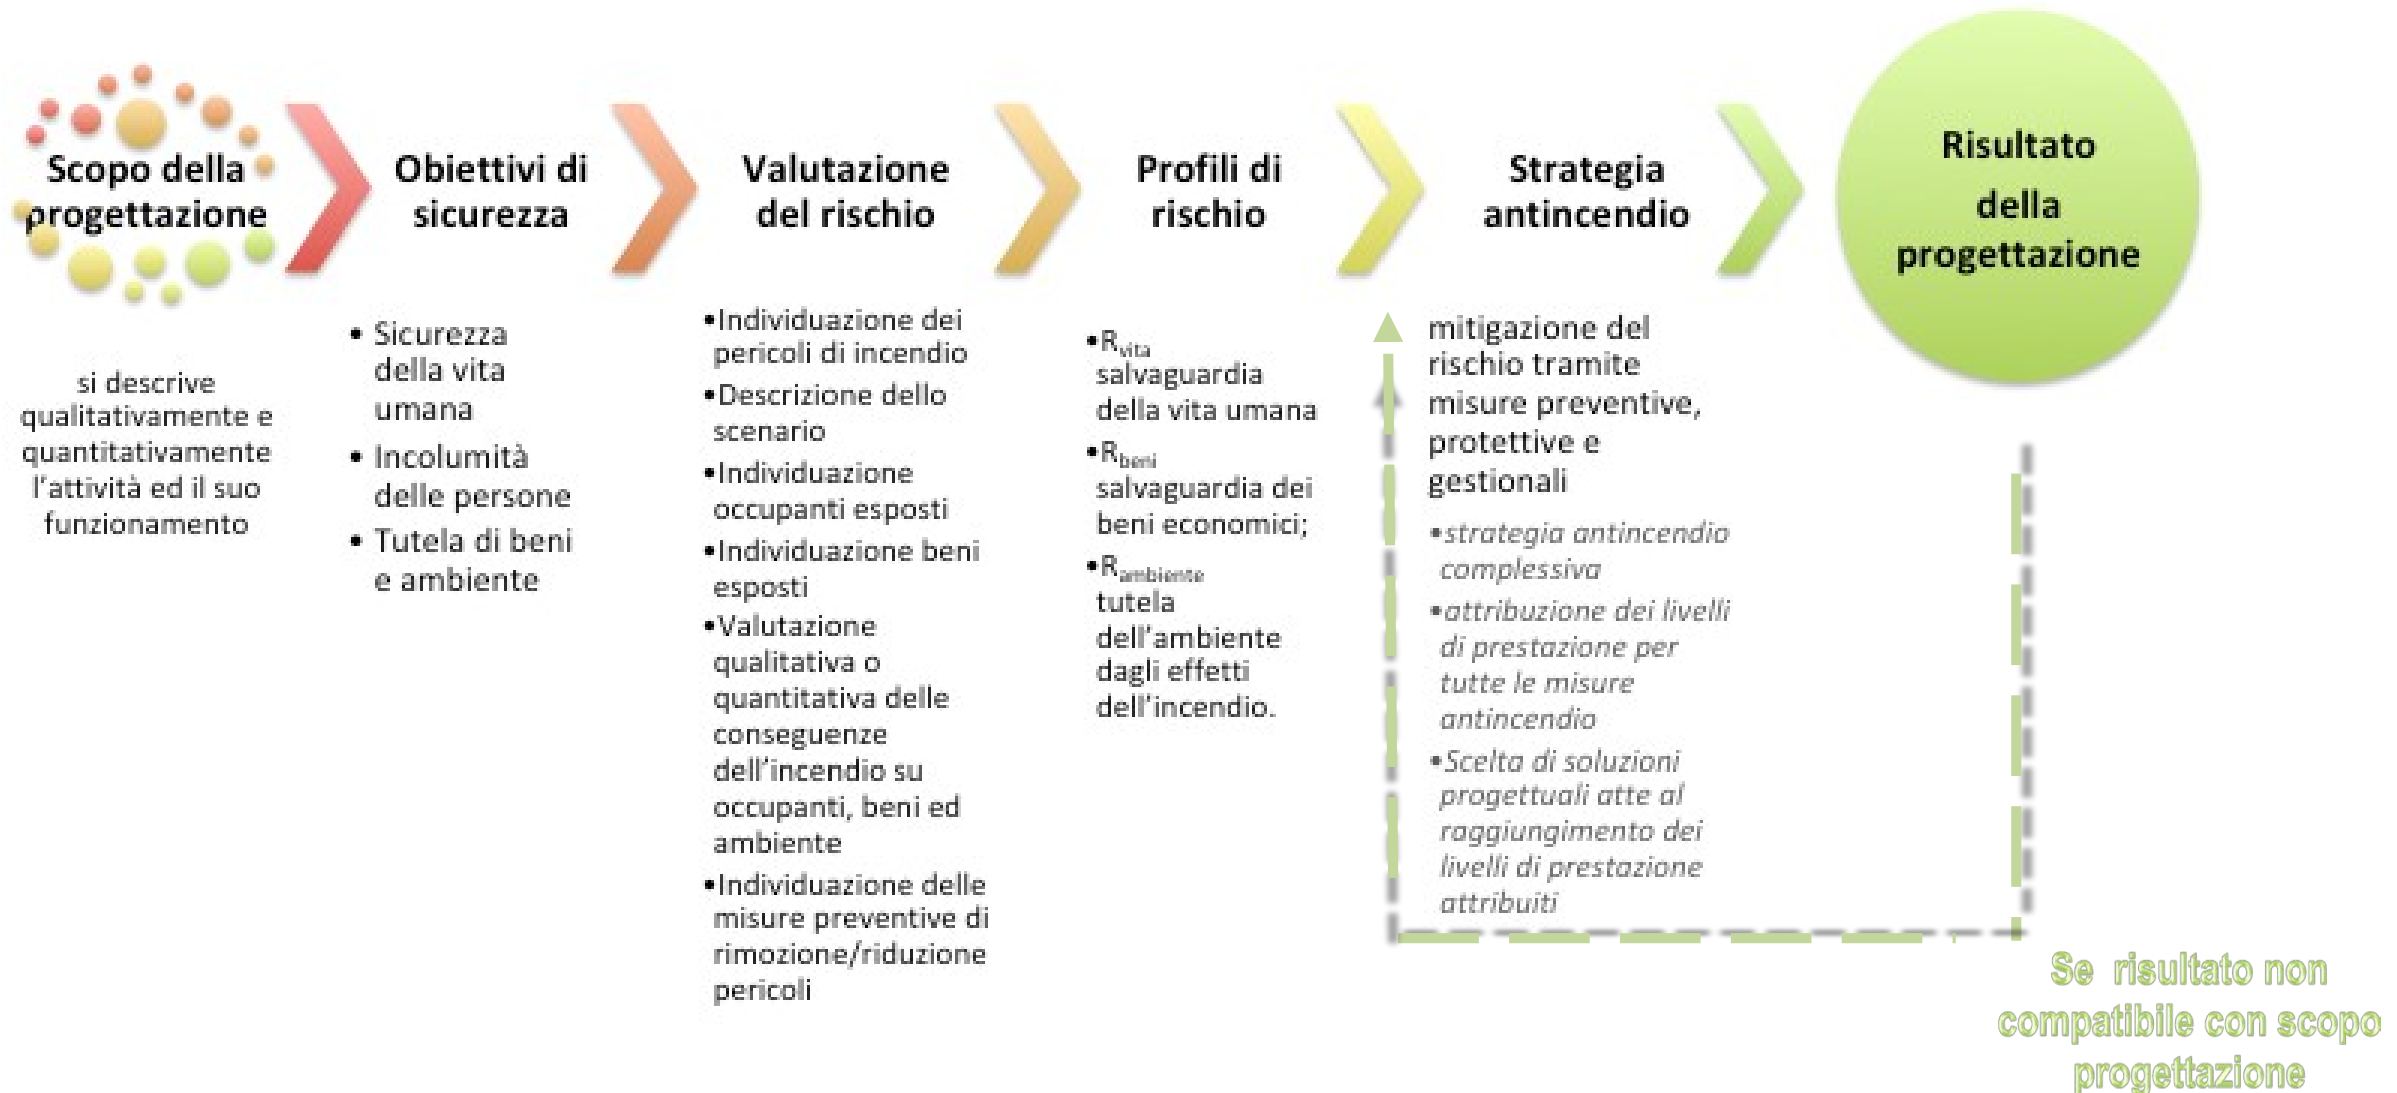 Scopo della
progettazione
si descrive
qualitativamente e
quantitativamente
l'attività ed il suo
funzionamento
Obiettivi di
sicurezza
• Sicurezza
della vita
umana
• Incolumità
delle persone
• Tutela di beni
e ambiente
Valutazione
del rischio
•Individuazione dei
pericoli di incendio
•Descrizione dello
scenario
•Individuazione
occupanti esposti
•Individuazione beni
esposti
•Valutazione
qualitativa o
quantitativa delle
conseguenze
dell'incendio su
occupanti, beni ed
ambiente
•Individuazione delle
misure preventive di
rimozione/riduzione
pericoli
Profili di
rischio
•Rvita
salvaguardia
della vita umana
•Rbeni
salvaguardia dei
beni economici;
•Rambiente
tutela
dell'ambiente
dagli effetti
dell'incendio.
Strategia
antincendio
mitigazione del
rischio tramite
misure preventive,
protettive e
gestionali
•strategia antincendio
complessiva
•attribuzione dei livelli
di prestazione per
tutte le misure
antincendio
•Scelta di soluzioni
progettuali atte al
raggiungimento dei
livelli di prestazione
attribuiti
Risultato
della
progettazione
Se risultato non
compatibile con scopo
progettazione